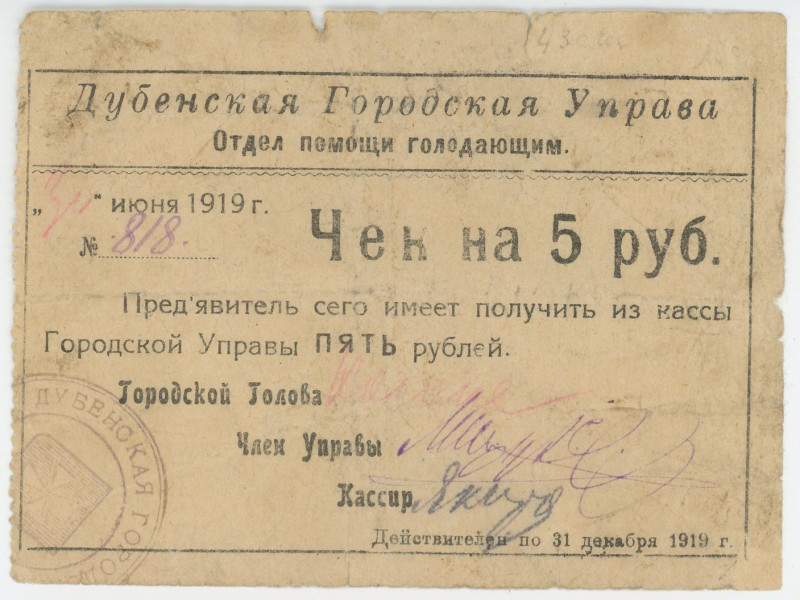 Дубенская Городская Управа
Отдел помощи голодающим.
„ “ июня 1919 г.
№ 818.
Чек на 5 руб.
Пред'явитель сего имеет получить из кассы
Городской Управы ПЯТЬ рублей.
Городской Голова
Член Управы
Кассир
Действителен по 31 декабря 1919 г.
ДУБЕНСКАЯ ГОРОД